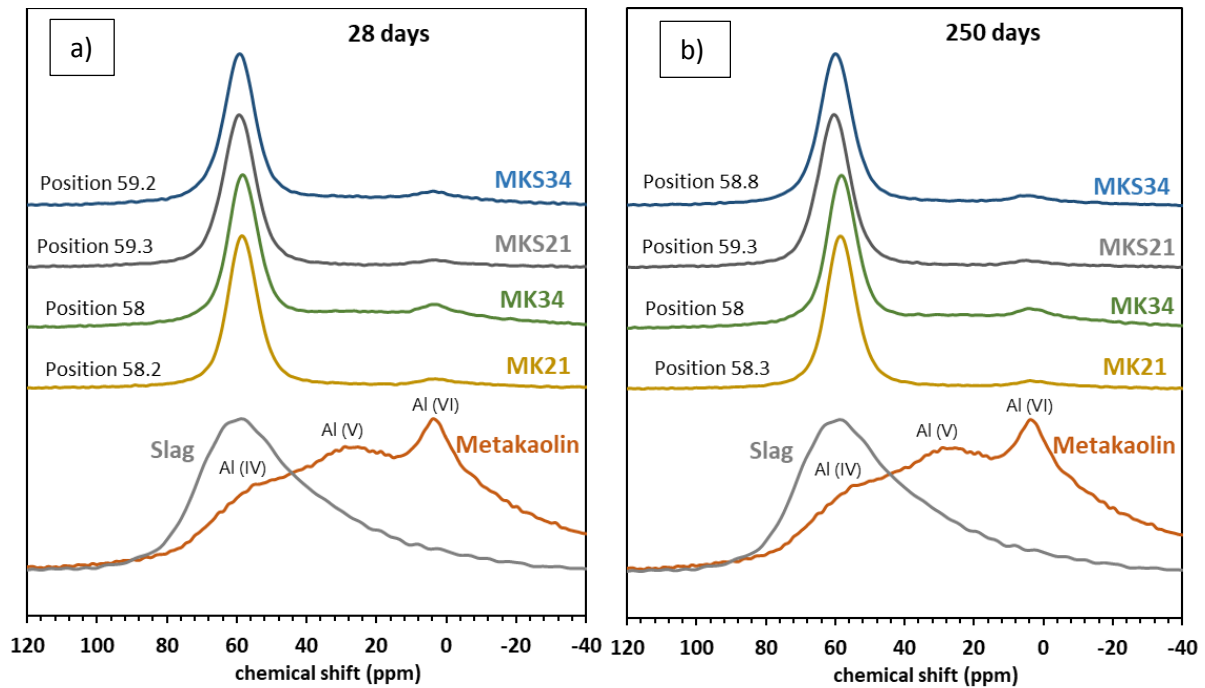 a)
28 days
Position 59.2
MKS34
Position 59.3
MKS21
Position 58
MK34
Position 58.2
MK21
Slag
Al (IV)
Al (V)
Al (VI)
Metakaolin
120 100 80 60 40 20 0 -20 -40
chemical shift (ppm)
b)
250 days
Position 58.8
MKS34
Position 59.3
MKS21
Position 58
MK34
Position 58.3
MK21
Slag
Al (IV)
Al (V)
Al (VI)
Metakaolin
120 100 80 60 40 20 0 -20 -40
chemical shift (ppm)